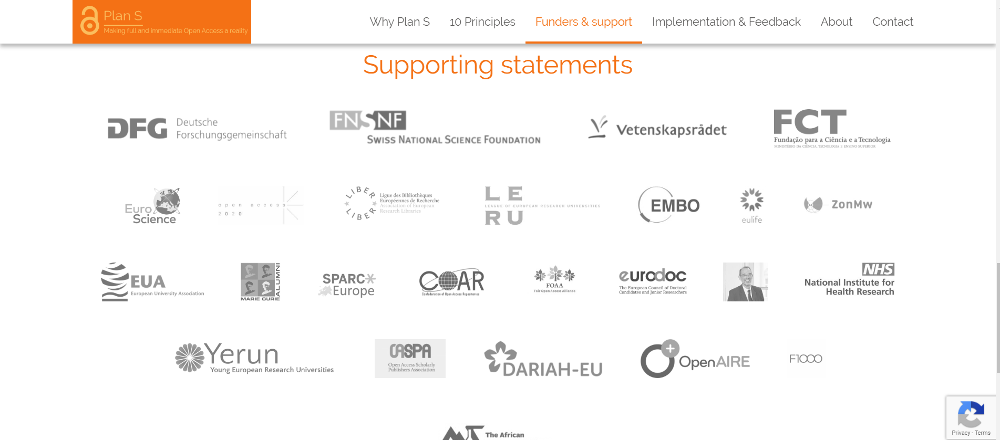 Plan S
Making full and immediate Open Access a reality
Why Plan S
10 Principles
Funders & support
Implementation & Feedback
About
Contact
Supporting statements
DFG
Deutsche
Forschungsgemeinschaft
FNSNF
SWISS NATIONAL SCIENCE FOUNDATION
Vetenskapsrådet
FCT
Fundação para a Ciência e a Tecnologia
MINISTÉRIO DA CIÊNCIA, TECNOLOGIA E ENSINO SUPERIOR
Euro
Science
open access
2020
LIBER
LIBER
Ligue des Bibliothèques
Européennes de Recherche
Association of European
Research Libraries
LE
LEAGUE OF EUROPEAN RESEARCH UNIVERSITIES
RU
EMBO
eulife
ZonMw
EUA
European University Association
MARIE CURIE
ALUMNI
SPARC
Europe
COAR
Confederation of Open Access Repositories
FOAA
Fair Open Access Alliance
eurodoc
The European Council of Doctoral
Candidates and Junior Researchers
NHS
National Institute for
Health Research
Yerun
Young European Research Universities
OASPA
Open Access Scholarly
Publishers Association
DARIAH-EU
OpenAIRE
F1000
The African
Privacy - Terms